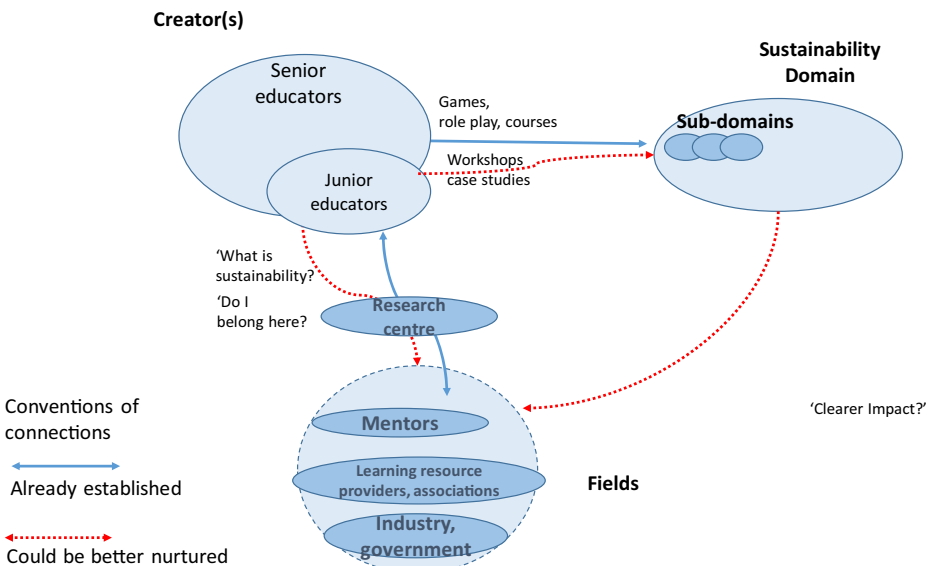 Creator(s)
Senior
educators
Junior
educators
Games,
role play, courses
Workshops
case studies
Sustainability
Domain
Sub-domains
‘What is
sustainability?
‘Do I
belong here?
Research
centre
Mentors
Learning resource
providers, associations
Industry,
government
Fields
‘Clearer Impact?’
Conventions of
connections
Already established
Could be better nurtured